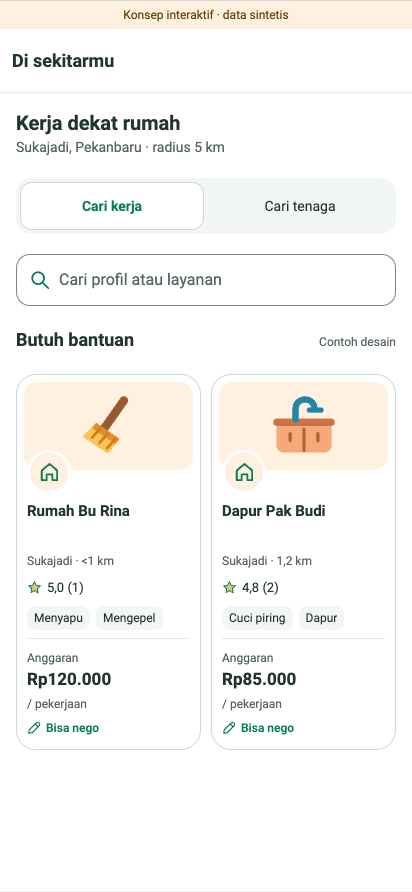 Konsep interaktif · data sintetis
Di sekitarmu
Kerja dekat rumah
Sukajadi, Pekanbaru · radius 5 km
Cari kerja
Cari tenaga
Cari profil atau layanan
Butuh bantuan
Contoh desain
Rumah Bu Rina
Sukajadi · <1 km
5,0 (1)
Menyapu
Mengepel
Anggaran
Rp120.000
/ pekerjaan
Bisa nego
Dapur Pak Budi
Sukajadi · 1,2 km
4,8 (2)
Cuci piring
Dapur
Anggaran
Rp85.000
/ pekerjaan
Bisa nego